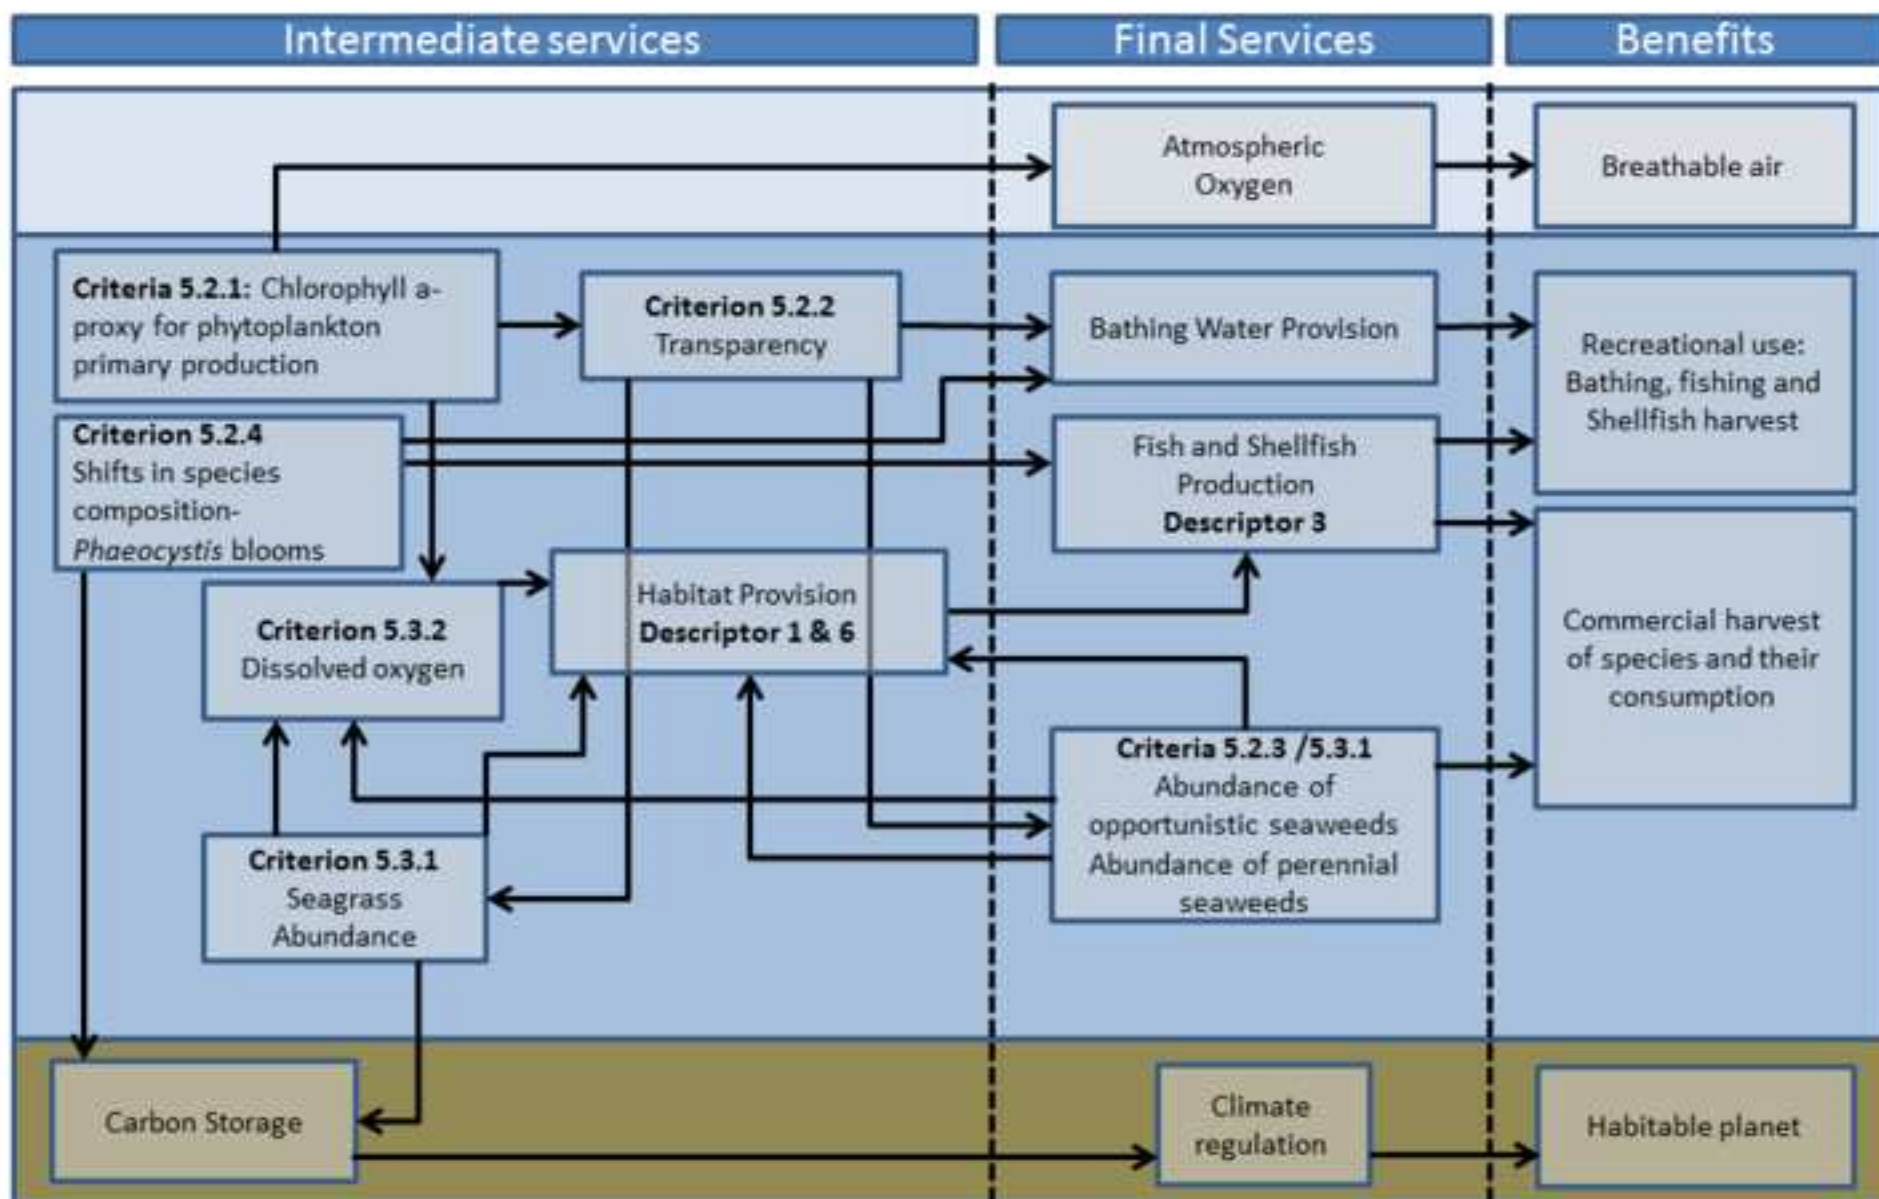 Intermediate services
Final Services
Benefits
Atmospheric
Oxygen
Breathable air
Criteria 5.2.1: Chlorophyll a-
proxy for phytoplankton
primary production
Criterion 5.2.2
Transparency
Bathing Water Provision
Recreational use:
Bathing, fishing and
Shellfish harvest
Criterion 5.2.4
Shifts in species
composition-
Phaeocystis blooms
Fish and Shellfish
Production
Descriptor 3
Habitat Provision
Descriptor 1 & 6
Criterion 5.3.2
Dissolved oxygen
Commercial harvest
of species and their
consumption
Criteria 5.2.3 /5.3.1
Abundance of
opportunistic seaweeds
Abundance of perennial
seaweeds
Criterion 5.3.1
Seagrass
Abundance
Carbon Storage
Climate
regulation
Habitable planet